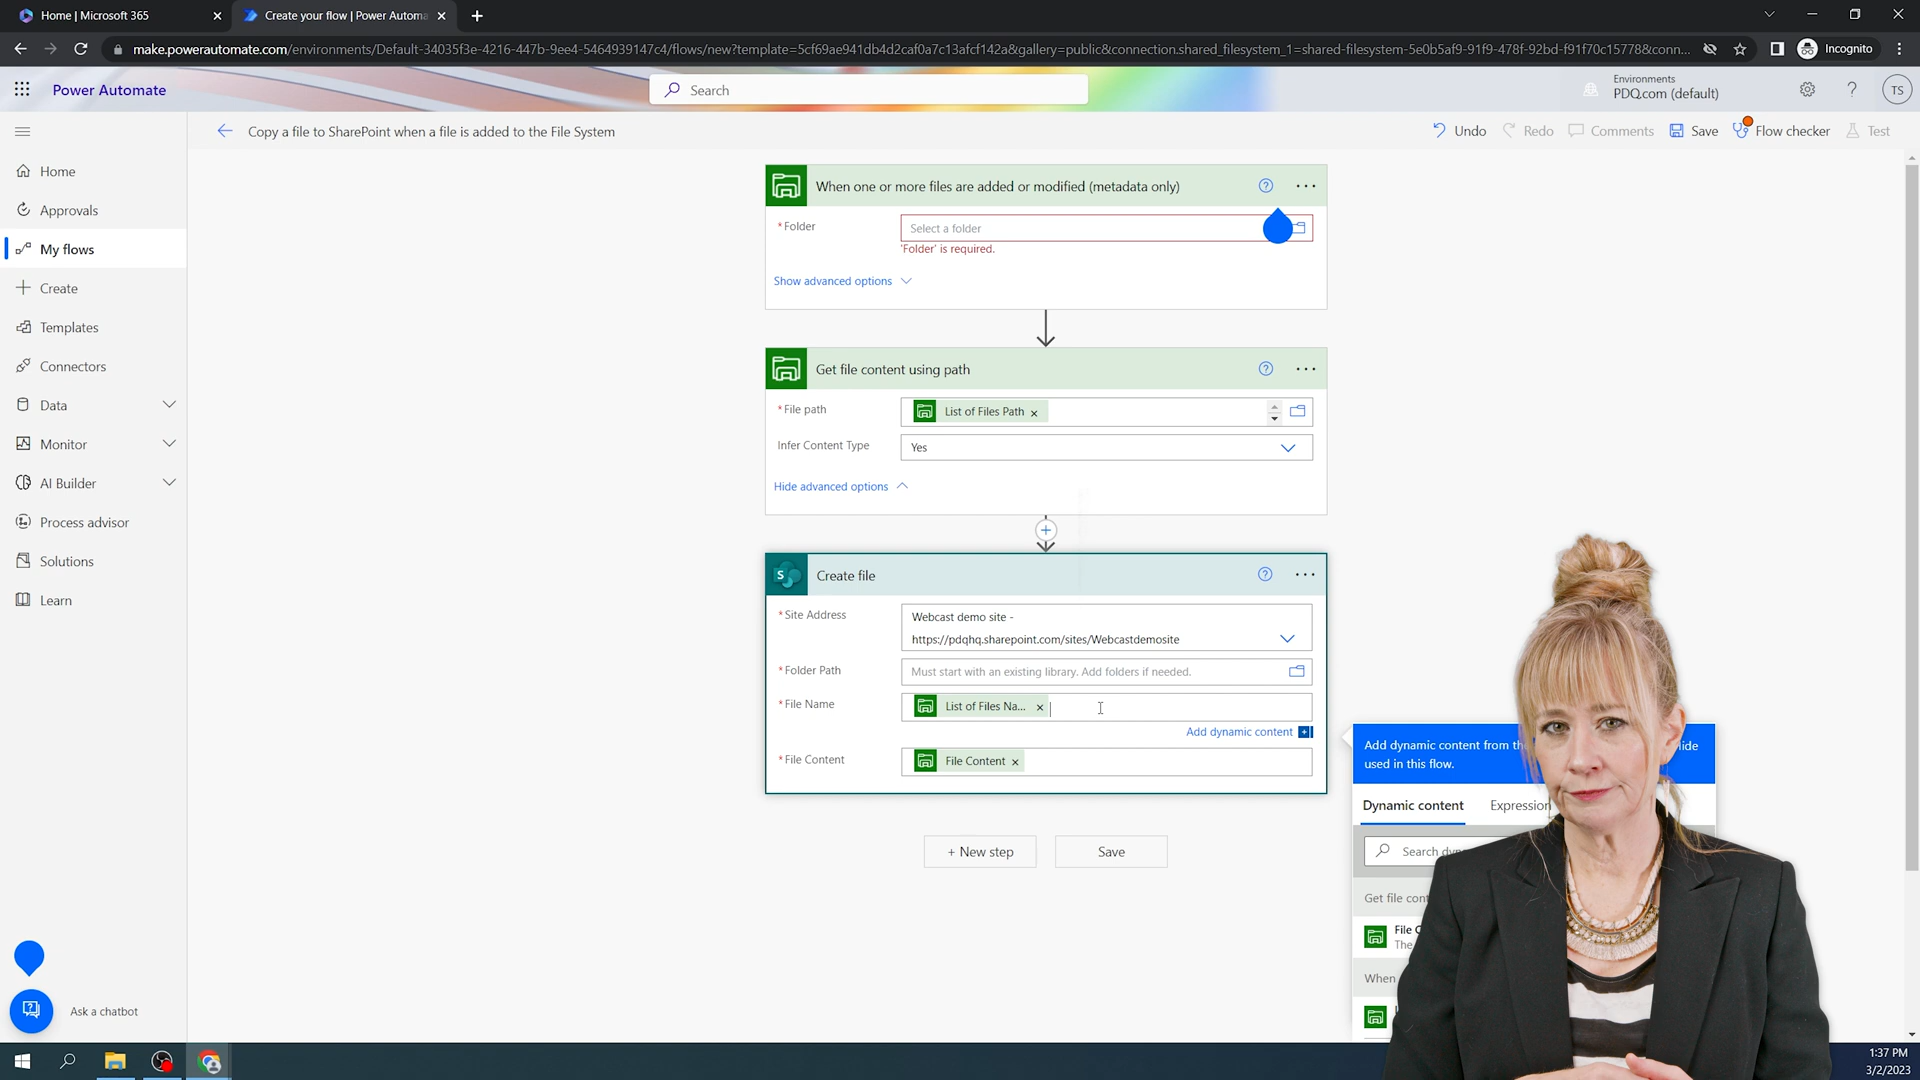 Home | Microsoft 365
Create your flow | Power Automa
make.powerautomate.com/environments/Default-34035f3e-4216-447b-9ee4-5464939147c4/flows/new?template=5cf69ae941db4d2caf0a7c13afcf142a&gallery=public&connection.shared_filesystem_1=shared-filesystem-5e0b5af9-91f9-478f-92bd-f91f70c15778&conn...
Incognito
Power Automate
Search
Environments
PDQ.com (default)
TS
Copy a file to SharePoint when a file is added to the File System
Undo
Redo
Comments
Save
Flow checker
Test
Home
Approvals
My flows
Create
Templates
Connectors
Data
Monitor
AI Builder
Process advisor
Solutions
Learn
Ask a chatbot
When one or more files are added or modified (metadata only)
* Folder
Select a folder
'Folder' is required.
Show advanced options
Get file content using path
* File path
List of Files Path
Infer Content Type
Yes
Hide advanced options
Create file
* Site Address
Webcast demo site -
https://pdqhq.sharepoint.com/sites/Webcastdemosite
* Folder Path
Must start with an existing library. Add folders if needed.
* File Name
List of Files Na...
Add dynamic content
* File Content
File Content
+ New step
Save
Add dynamic content from the
used in this flow.
Dynamic content
Expression
Search
Get file
File
The
When
1:37 PM
3/2/2023